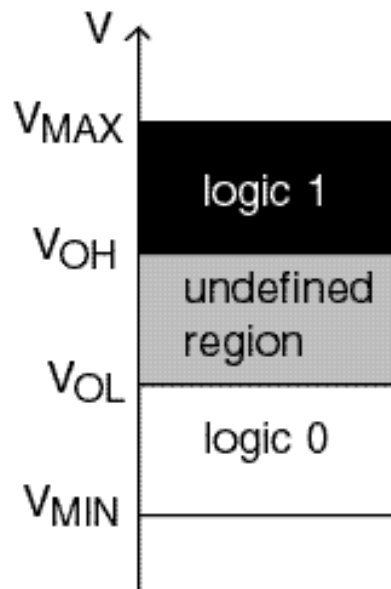 V
VMAX
logic 1
VOH
undefined
region
VOL
logic 0
VMIN